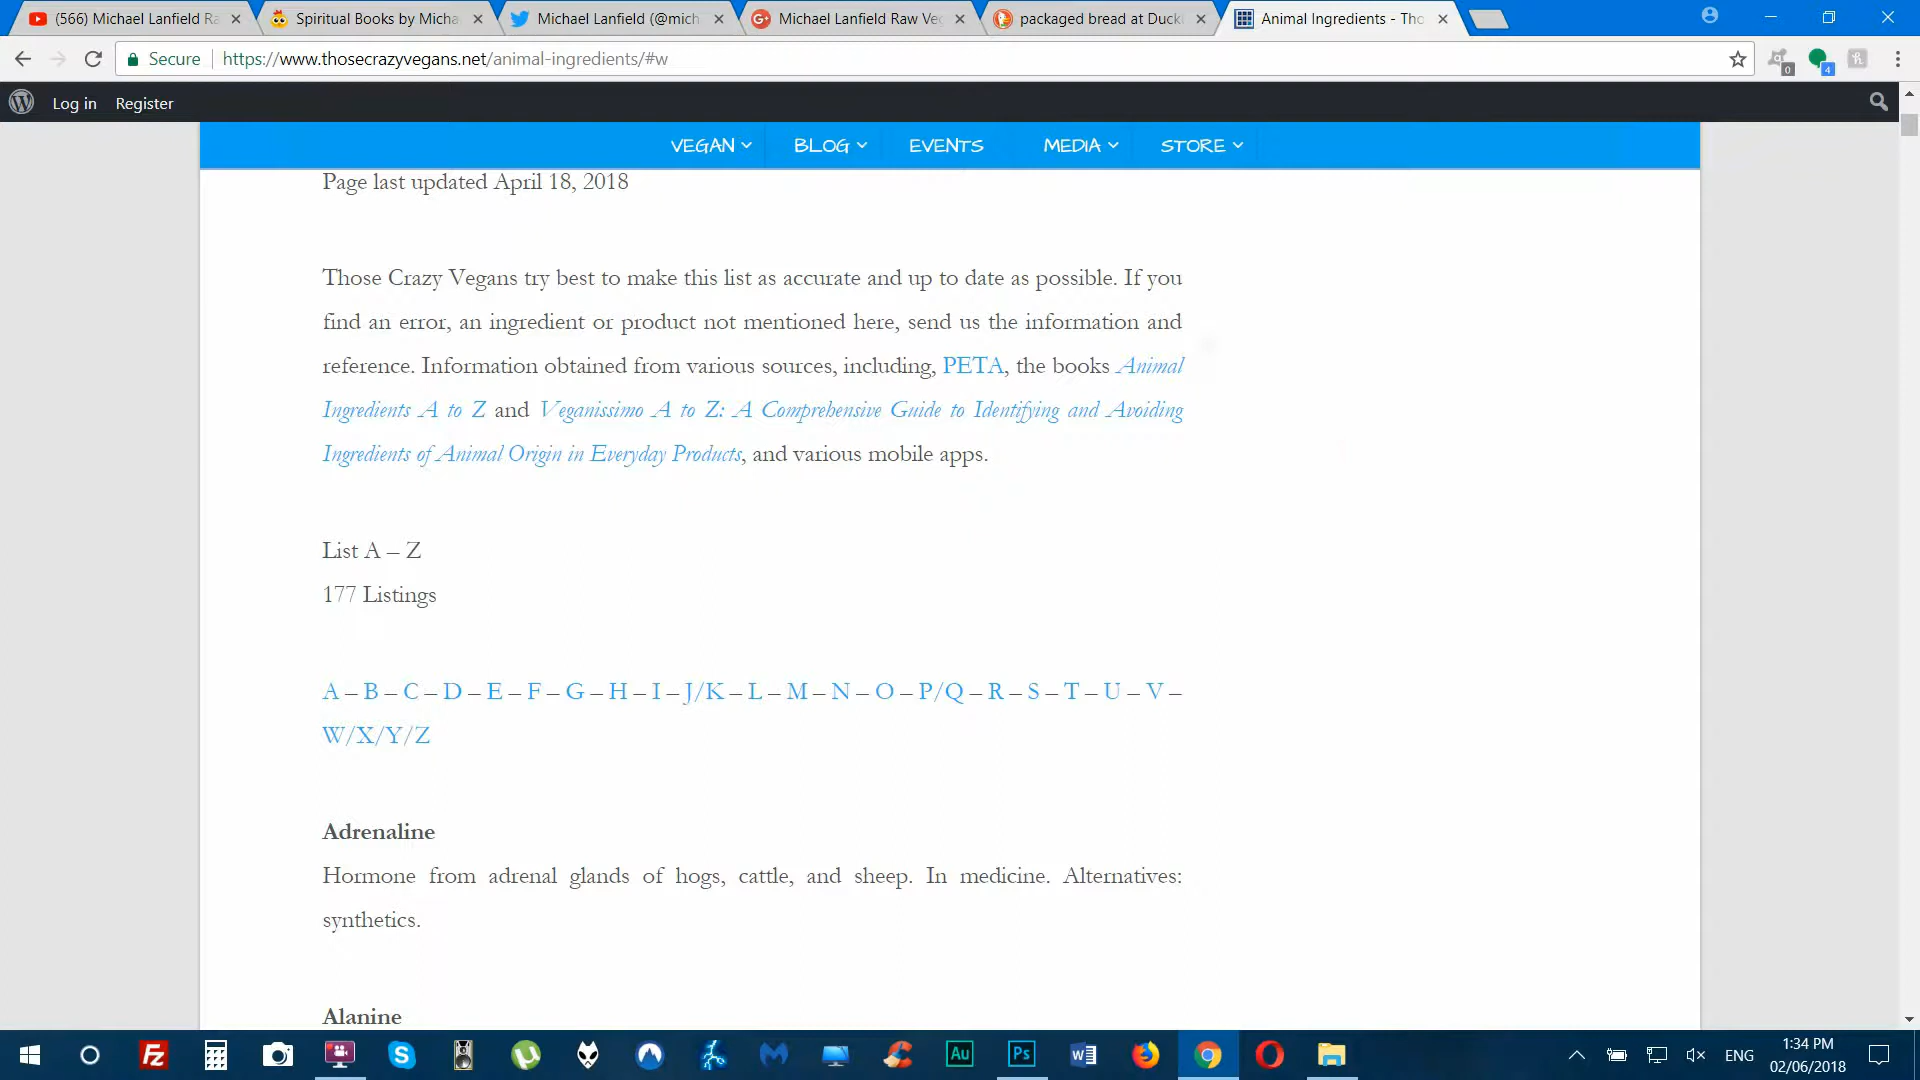 (566) Michael Lanfield Ra
Spiritual Books by Micha
Michael Lanfield (@mich
Michael Lanfield Raw Ve
packaged bread at Duck
Animal Ingredients - Tho
Secure
https://www.thosecrazyvegans.net/animal-ingredients/#w
0
4
Log in
Register
VEGAN
BLOG
EVENTS
MEDIA
STORE
Page last updated April 18, 2018
Those Crazy Vegans try best to make this list as accurate and up to date as possible. If you
find an error, an ingredient or product not mentioned here, send us the information and
reference. Information obtained from various sources, including, PETA, the books Animal
Ingredients A to Z and Veganissimo A to Z: A Comprehensive Guide to Identifying and Avoiding
Ingredients of Animal Origin in Everyday Products, and various mobile apps.
List A – Z
177 Listings
A – B – C – D – E – F – G – H – I – J/K – L – M – N – O – P/Q – R – S – T – U – V –
W/X/Y/Z
Adrenaline
Hormone from adrenal glands of hogs, cattle, and sheep. In medicine. Alternatives:
synthetics.
Alanine
Au
Ps
ENG
1:34 PM
02/06/2018